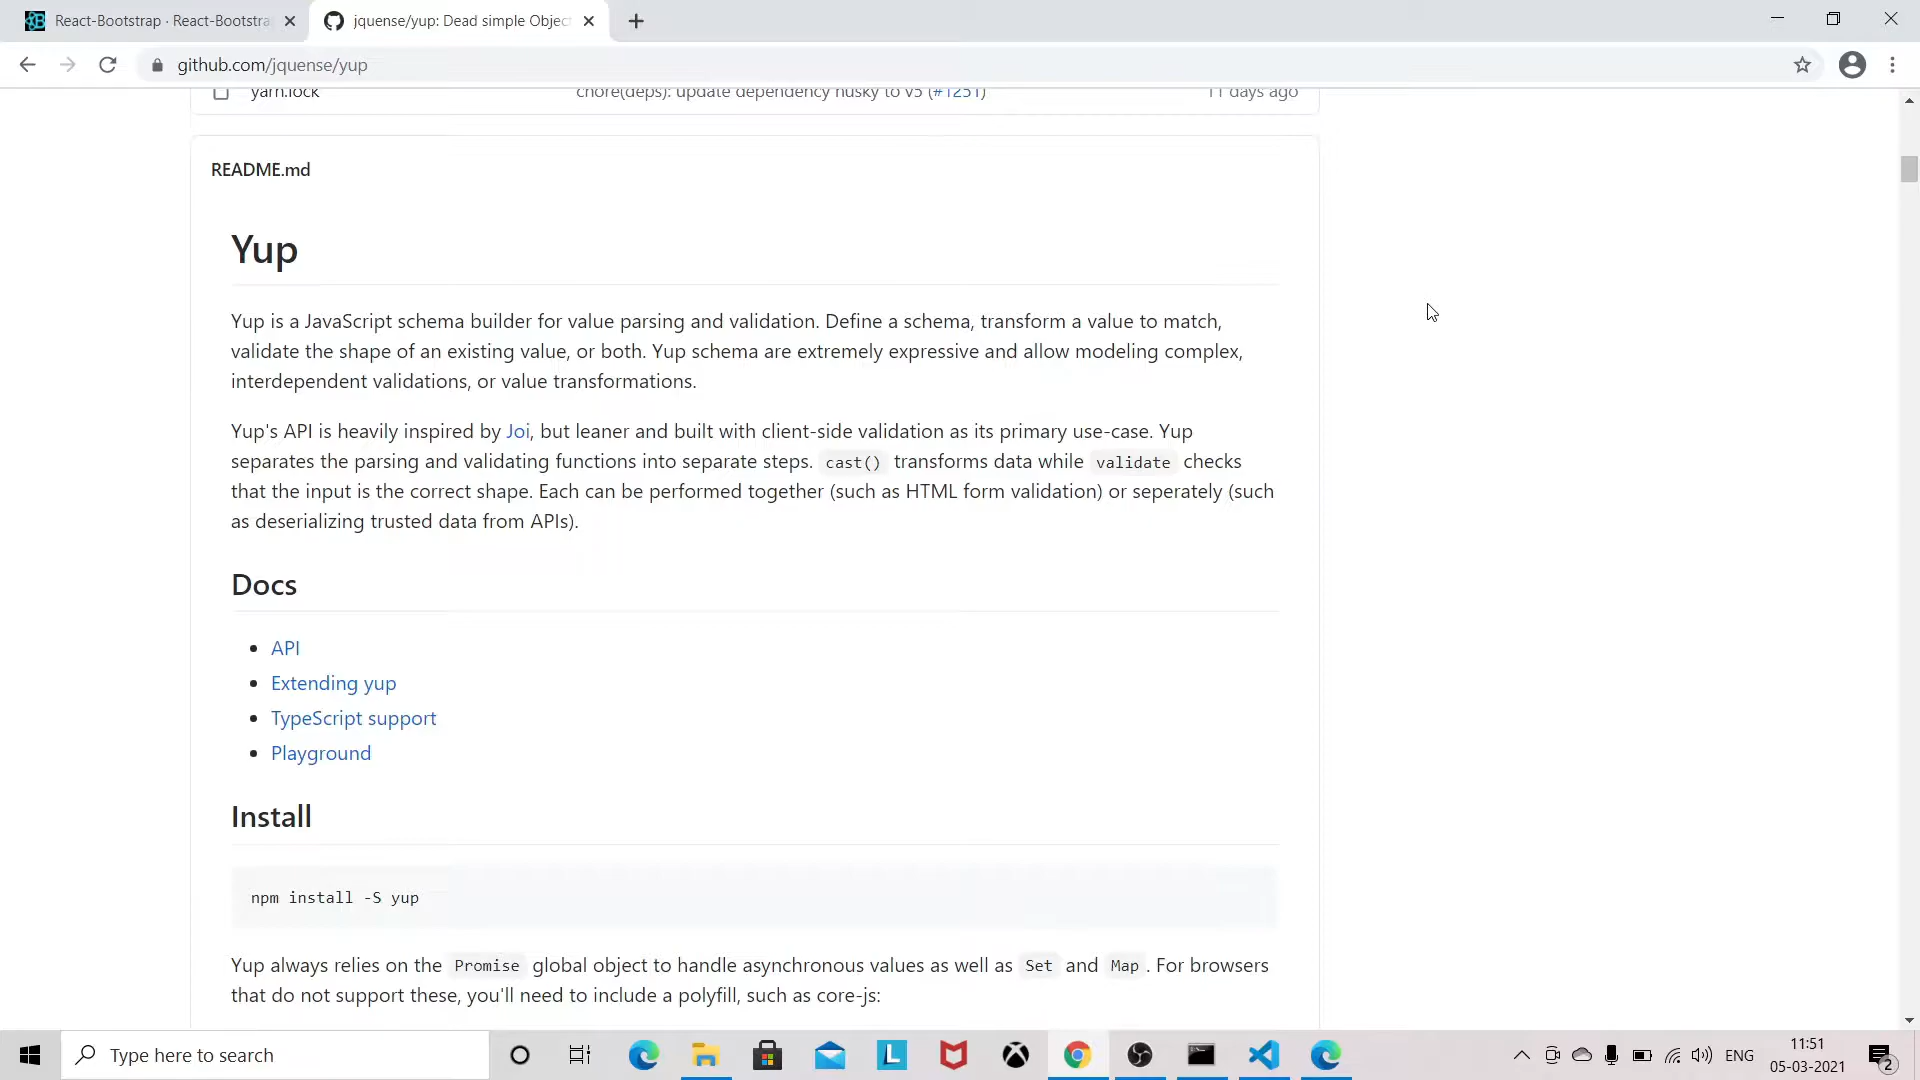 React-Bootstrap · React-Bootstra
jquense/yup: Dead simple Objec
github.com/jquense/yup
yarn.lock chore(deps): update dependency husky to v5 (#1251) 11 days ago
README.md
Yup
Yup is a JavaScript schema builder for value parsing and validation. Define a schema, transform a value to match,
validate the shape of an existing value, or both. Yup schema are extremely expressive and allow modeling complex,
interdependent validations, or value transformations.
Yup's API is heavily inspired by Joi, but leaner and built with client-side validation as its primary use-case. Yup
separates the parsing and validating functions into separate steps. cast() transforms data while validate checks
that the input is the correct shape. Each can be performed together (such as HTML form validation) or seperately (such
as deserializing trusted data from APIs).
Docs
API
Extending yup
TypeScript support
Playground
Install
npm install -S yup
Yup always relies on the Promise global object to handle asynchronous values as well as Set and Map. For browsers
that do not support these, you'll need to include a polyfill, such as core-js:
Type here to search
L
ENG
11:51
05-03-2021
2